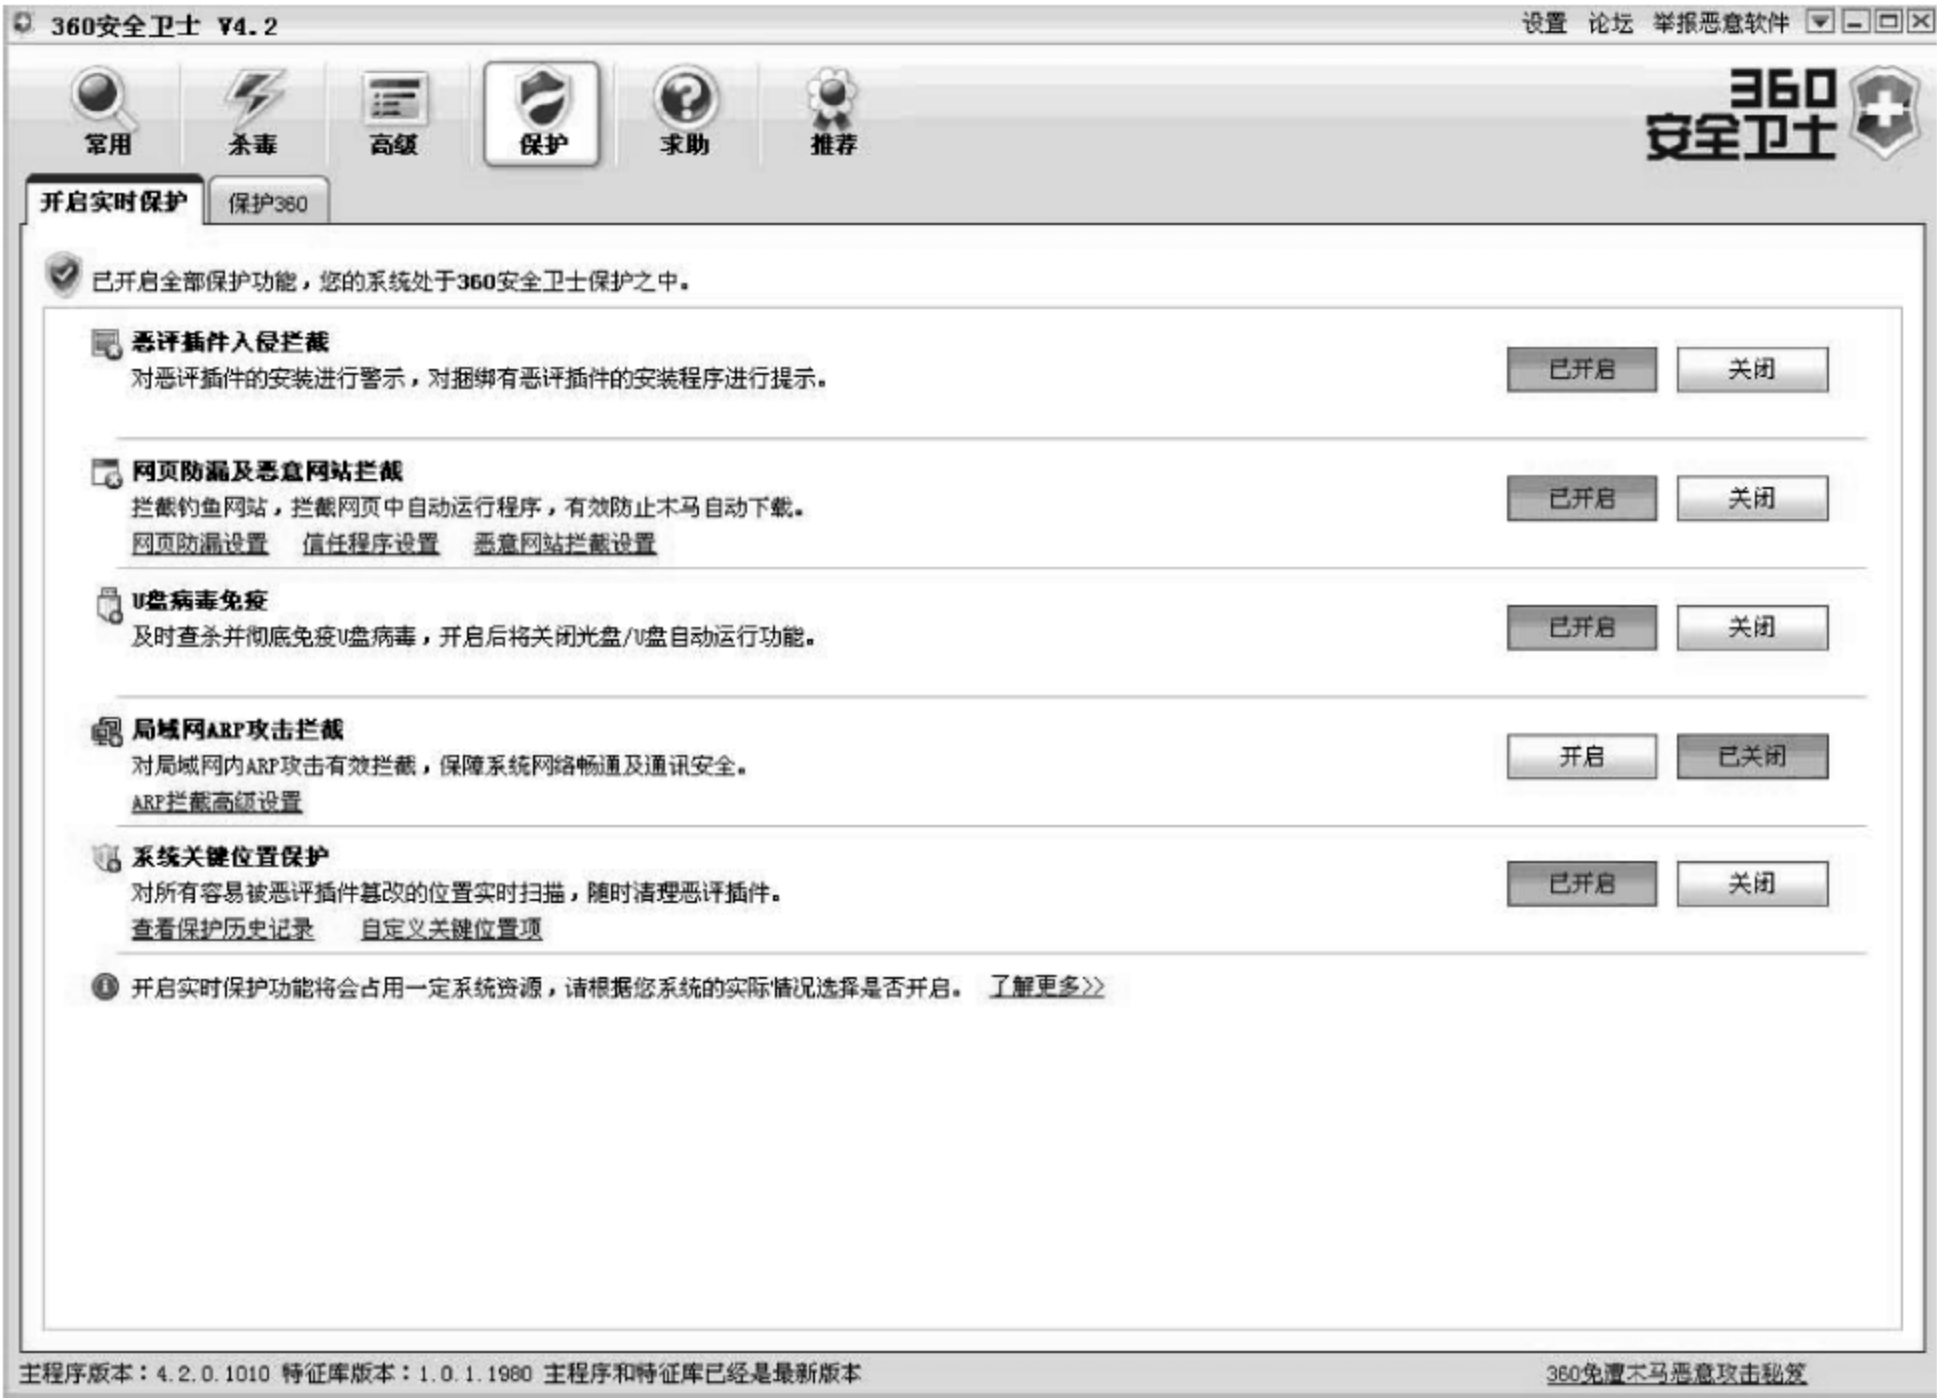 360安全卫士 V4.2
设置 论坛 举报恶意软件
常用 杀毒 高级 保护 求助 推荐
360
安全卫士
开启实时保护 保护360
已开启全部保护功能，您的系统处于360安全卫士保护之中。
恶评插件入侵拦截
对恶评插件的安装进行警示，对捆绑有恶评插件的安装程序进行提示。
已开启 关闭
网页防漏及恶意网站拦截
拦截钓鱼网站，拦截网页中自动运行程序，有效防止木马自动下载。
已开启 关闭
网页防漏设置 信任程序设置 恶意网站拦截设置
U盘病毒免疫
及时查杀并彻底免疫U盘病毒，开启后将关闭光盘/U盘自动运行功能。
已开启 关闭
局域网ARP攻击拦截
对局域网内ARP攻击有效拦截，保障系统网络畅通及通讯安全。
开启 已关闭
ARP拦截高级设置
系统关键位置保护
对所有容易被恶评插件篡改的位置实时扫描，随时清理恶评插件。
已开启 关闭
查看保护历史记录 自定义关键位置项
开启实时保护功能将会占用一定系统资源，请根据您系统的实际情况选择是否开启。 了解更多>>
主程序版本：4.2.0.1010 特征库版本：1.0.1.1980 主程序和特征库已经是最新版本
360免遭木马恶意攻击秘笈